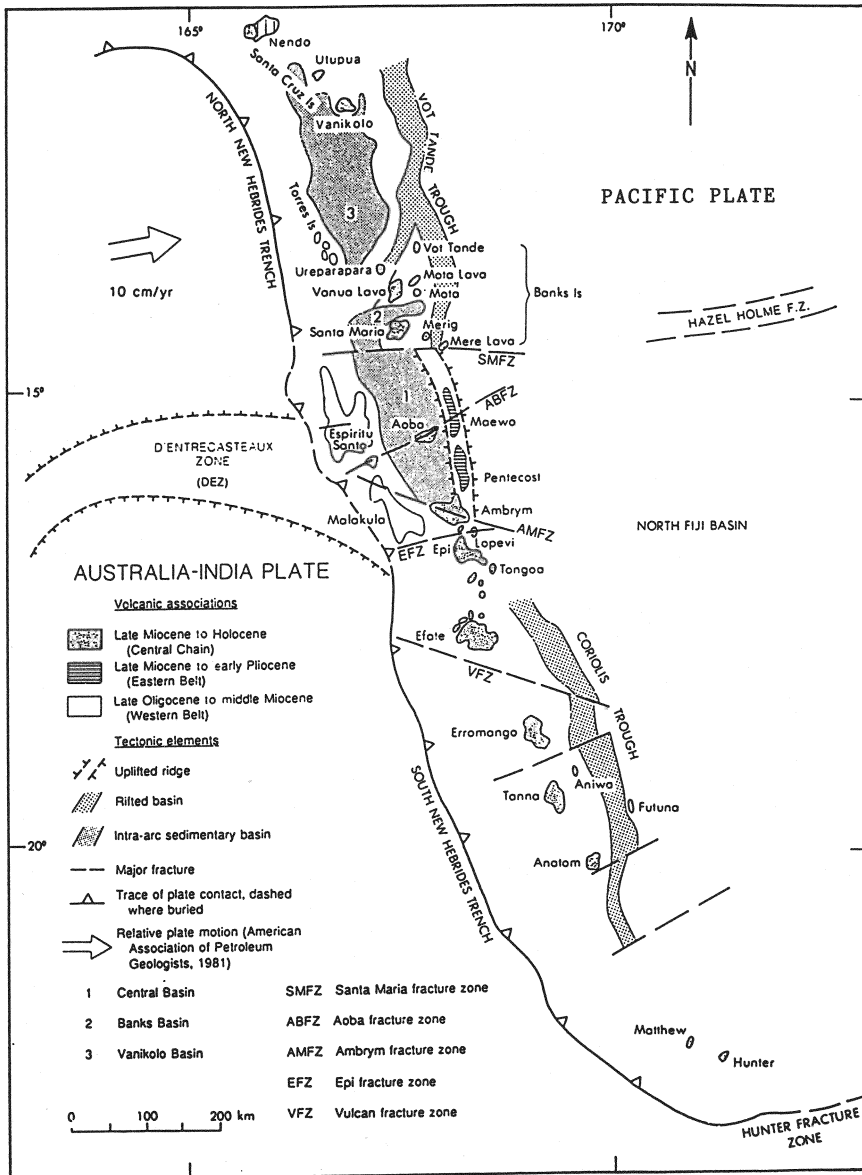 165°
170°
Nendo
Utupua
Santa Cruz Is
Vanikolo
N
VOT TANDE TROUGH
NORTH NEW HEBRIDES TRENCH
PACIFIC PLATE
3
Torres Is
Vot Tande
Ureparapara
Mota Lava
10 cm/yr
Vanua Lava
Mota
Banks Is
2
HAZEL HOLME F.Z.
Santa Maria
Merig
Mere Lava
SMFZ
15°
1
ABFZ
Aoba
Maewo
Espiritu
Santo
D'ENTRECASTEAUX
ZONE
(DEZ)
Pentecost
Malakula
Ambrym
AMFZ
NORTH FIJI BASIN
EFZ
Epi
Lopevi
Tongoa
AUSTRALIA-INDIA PLATE
Volcanic associations
Late Miocene to Holocene
(Central Chain)
Late Miocene to early Pliocene
(Eastern Belt)
Late Oligocene to middle Miocene
(Western Belt)
Tectonic elements
Uplifted ridge
Rifted basin
Intra-arc sedimentary basin
Major fracture
Trace of plate contact, dashed
where buried
Relative plate motion (American
Association of Petroleum
Geologists, 1981)
Efate
CORIOLIS TROUGH
VFZ
Erromango
Aniwa
Tanna
Futuna
SOUTH NEW HEBRIDES TRENCH
20°
Anatom
1 Central Basin
2 Banks Basin
3 Vanikolo Basin
SMFZ Santa Maria fracture zone
ABFZ Aoba fracture zone
AMFZ Ambrym fracture zone
EFZ Epi fracture zone
VFZ Vulcan fracture zone
Matthew
Hunter
0 100 200 km
HUNTER FRACTURE
ZONE